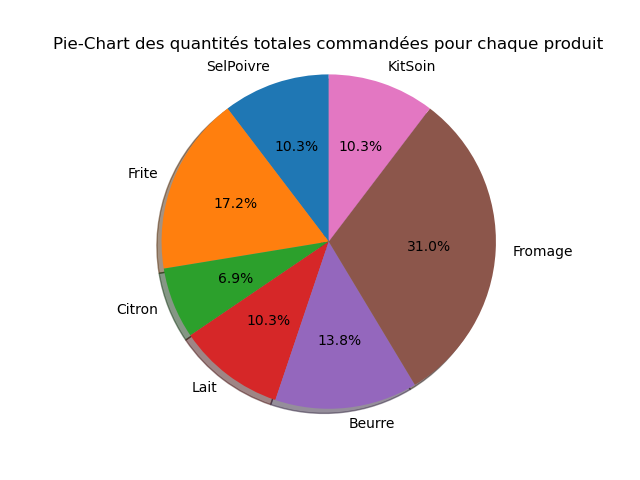 Pie-Chart des quantités totales commandées pour chaque produit
SelPoivre
KitSoin
10.3%
10.3%
Frite
17.2%
31.0%
Fromage
6.9%
Citron
10.3%
13.8%
Lait
Beurre